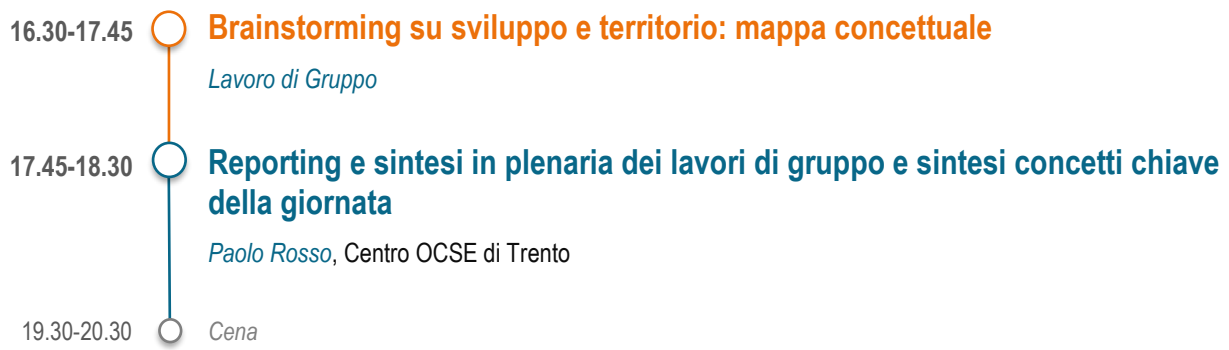 16.30-17.45 Brainstorming su sviluppo e territorio: mappa concettuale
Lavoro di Gruppo
17.45-18.30 Reporting e sintesi in plenaria dei lavori di gruppo e sintesi concetti chiave
della giornata
Paolo Rosso, Centro OCSE di Trento
19.30-20.30 Cena